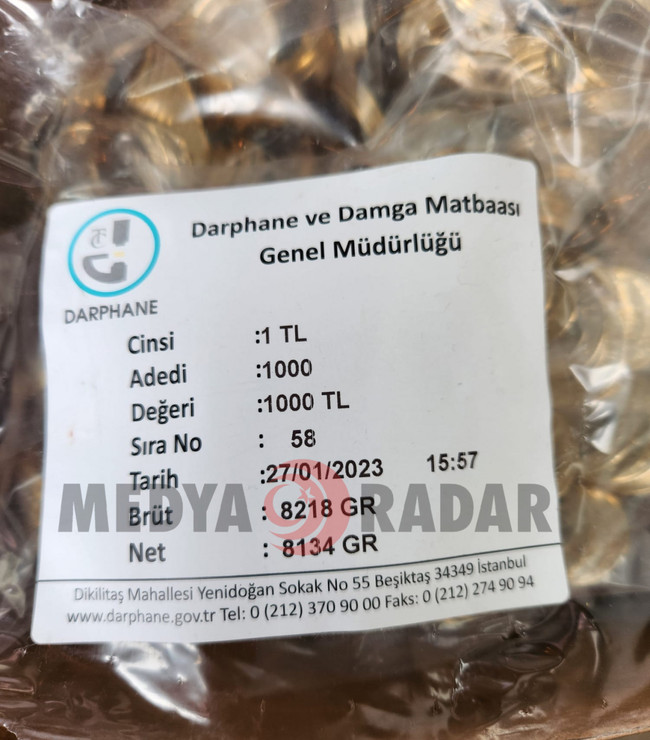 Darphane ve Damga Matbaası
Genel Müdürlüğü
DARPHANE
Cinsi :1 TL
Adedi :1000
Değeri :1000 TL
Sıra No : 58
Tarih :27/01/2023 15:57
MEDYA RADAR
Brüt : 8218 GR
Net : 8134 GR
Dikilitaş Mahallesi Yenidoğan Sokak No 55 Beşiktaş 34349 İstanbul
www.darphane.gov.tr Tel: 0 (212) 370 90 00 Faks: 0 (212) 274 90 94